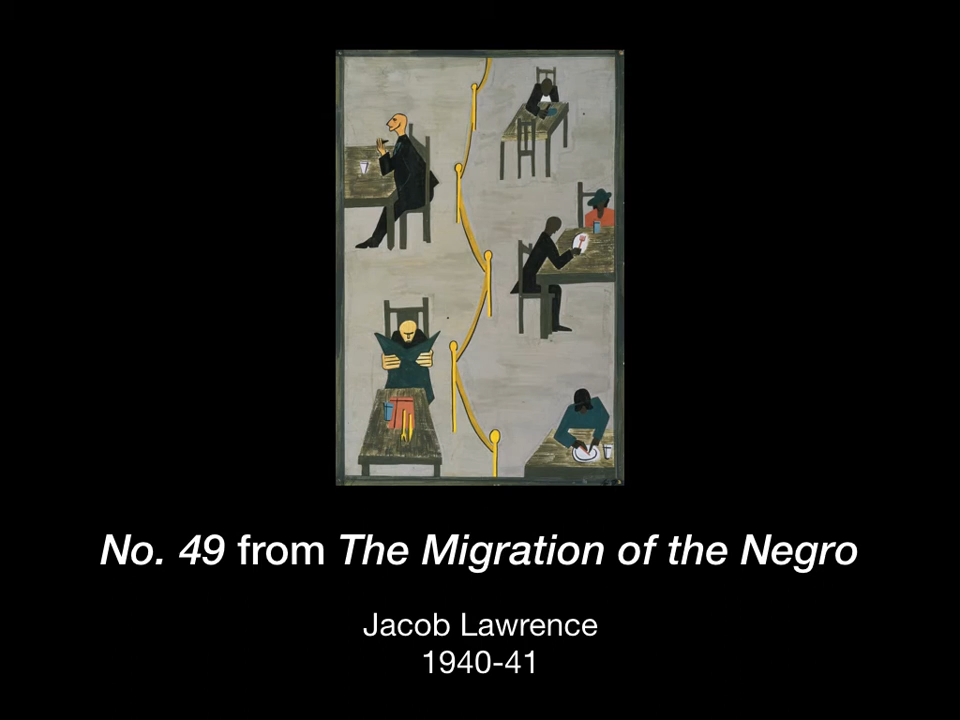 No. 49 from The Migration of the Negro
Jacob Lawrence
1940-41